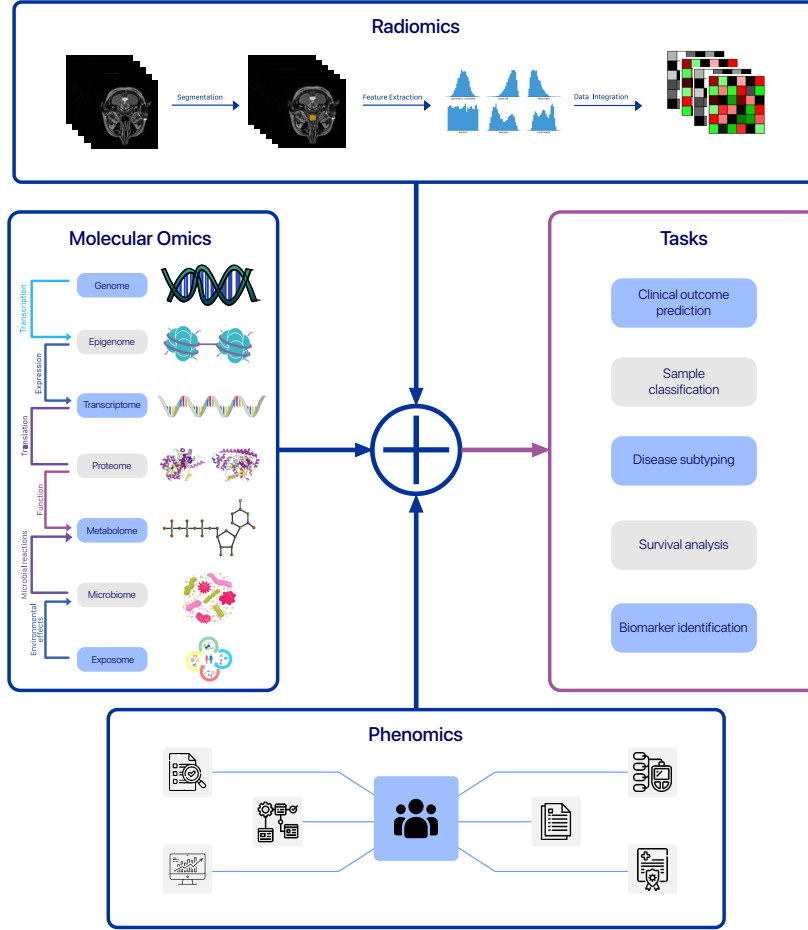 Radiomics
Segmentation
Feature Extraction
Data Integration
Molecular Omics
Genome
Epigenome
Transcriptome
Proteome
Metabolome
Microbiome
Exposome
Transcription
Expression
Translation
Function
Microbial reactions
Environmental
effects
Tasks
Clinical outcome
prediction
Sample
classification
Disease subtyping
Survival analysis
Biomarker identification
Phenomics